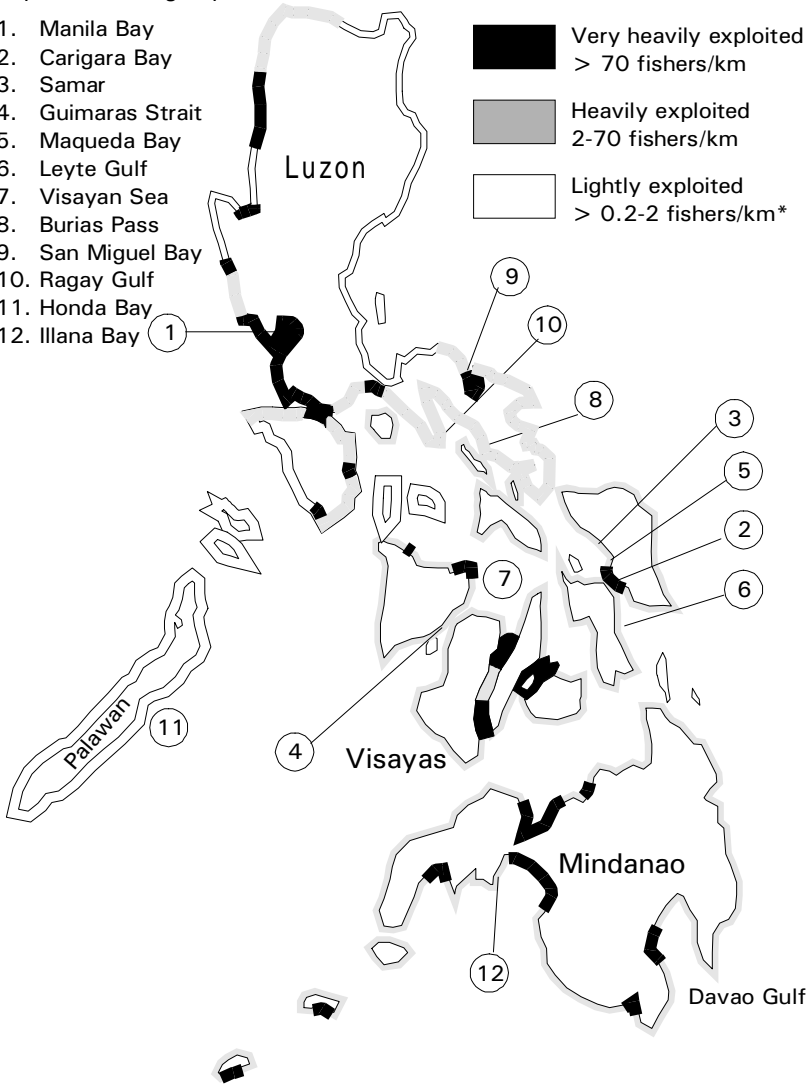 1. Manila Bay
2. Carigara Bay
3. Samar
4. Guimaras Strait
5. Maqueda Bay
6. Leyte Gulf
7. Visayan Sea
8. Burias Pass
9. San Miguel Bay
10. Ragay Gulf
11. Honda Bay
12. Illana Bay
Very heavily exploited
> 70 fishers/km
Heavily exploited
2-70 fishers/km
Lightly exploited
> 0.2-2 fishers/km*
Luzon
1
9
10
8
3
5
2
6
7
4
11
Palawan
Visayas
Mindanao
12
Davao Gulf